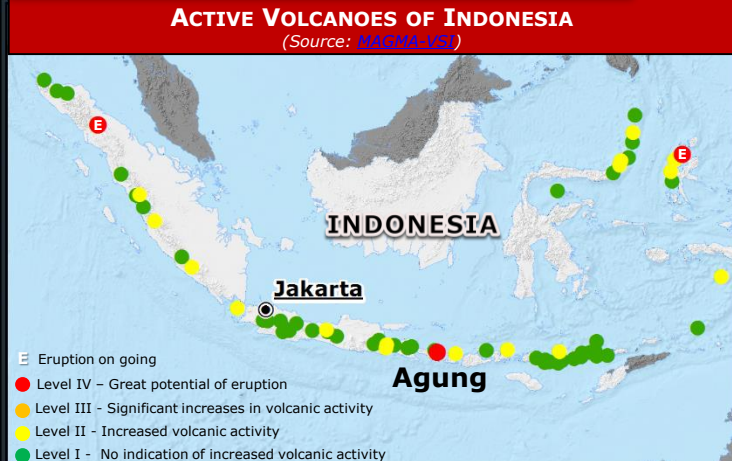 ACTIVE VOLCANOES OF INDONESIA
(Source: MAGMA-VSI)
E
E
INDONESIA
Jakarta
Agung
E Eruption on going
Level IV – Great potential of eruption
Level III - Significant increases in volcanic activity
Level II - Increased volcanic activity
Level I - No indication of increased volcanic activity